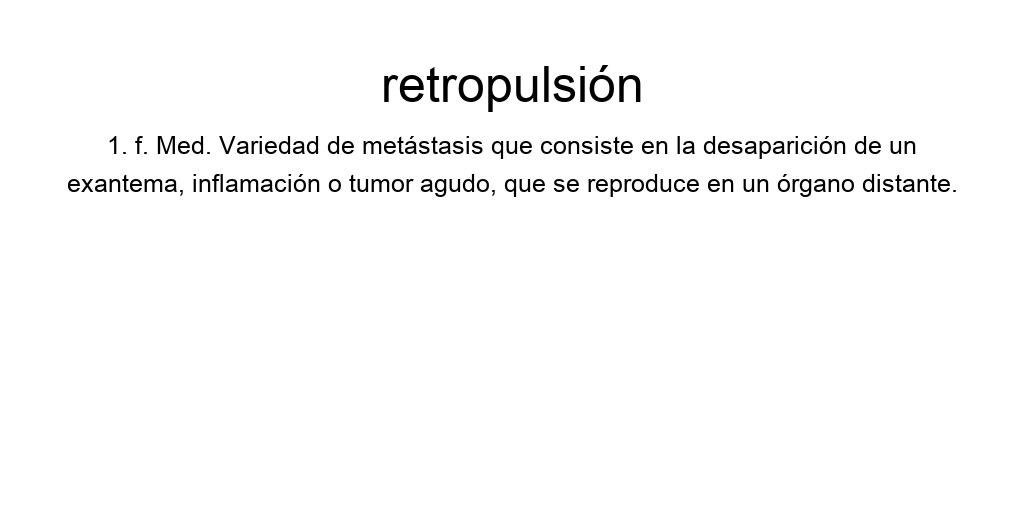 retropulsión
1. f. Med. Variedad de metástasis que consiste en la desaparición de un
exantema, inflamación o tumor agudo, que se reproduce en un órgano distante.